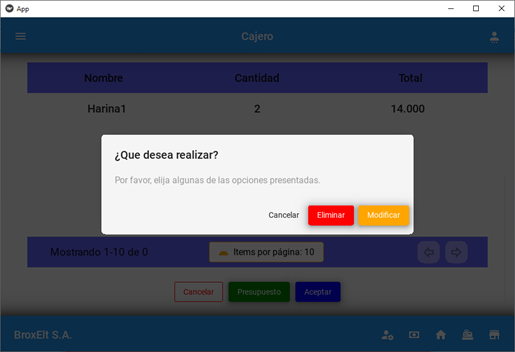 App
Cajero
Nombre Cantidad Total
Harina1 2 14.000
¿Que desea realizar?
Por favor, elija algunas de las opciones presentadas.
Cancelar Eliminar Modificar
Mostrando 1-10 de 0 Items por página: 10
Cancelar Presupuesto Aceptar
BroxElt S.A.